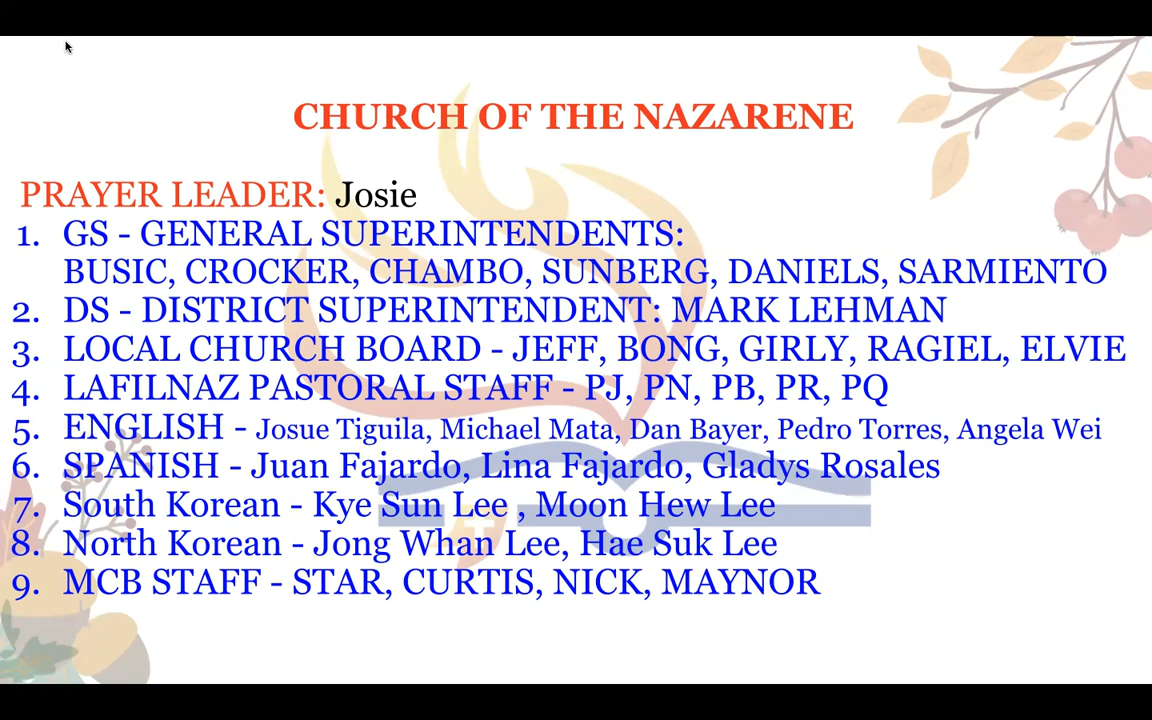 CHURCH OF THE NAZARENE
PRAYER LEADER: Josie
1. GS - GENERAL SUPERINTENDENTS:
BUSIC, CROCKER, CHAMBO, SUNBERG, DANIELS, SARMIENTO
2. DS - DISTRICT SUPERINTENDENT: MARK LEHMAN
3. LOCAL CHURCH BOARD - JEFF, BONG, GIRLY, RAGIEL, ELVIE
4. LAFILNAZ PASTORAL STAFF - PJ, PN, PB, PR, PQ
5. ENGLISH - Josue Tiguila, Michael Mata, Dan Bayer, Pedro Torres, Angela Wei
6. SPANISH - Juan Fajardo, Lina Fajardo, Gladys Rosales
7. South Korean - Kye Sun Lee , Moon Hew Lee
8. North Korean - Jong Whan Lee, Hae Suk Lee
9. MCB STAFF - STAR, CURTIS, NICK, MAYNOR